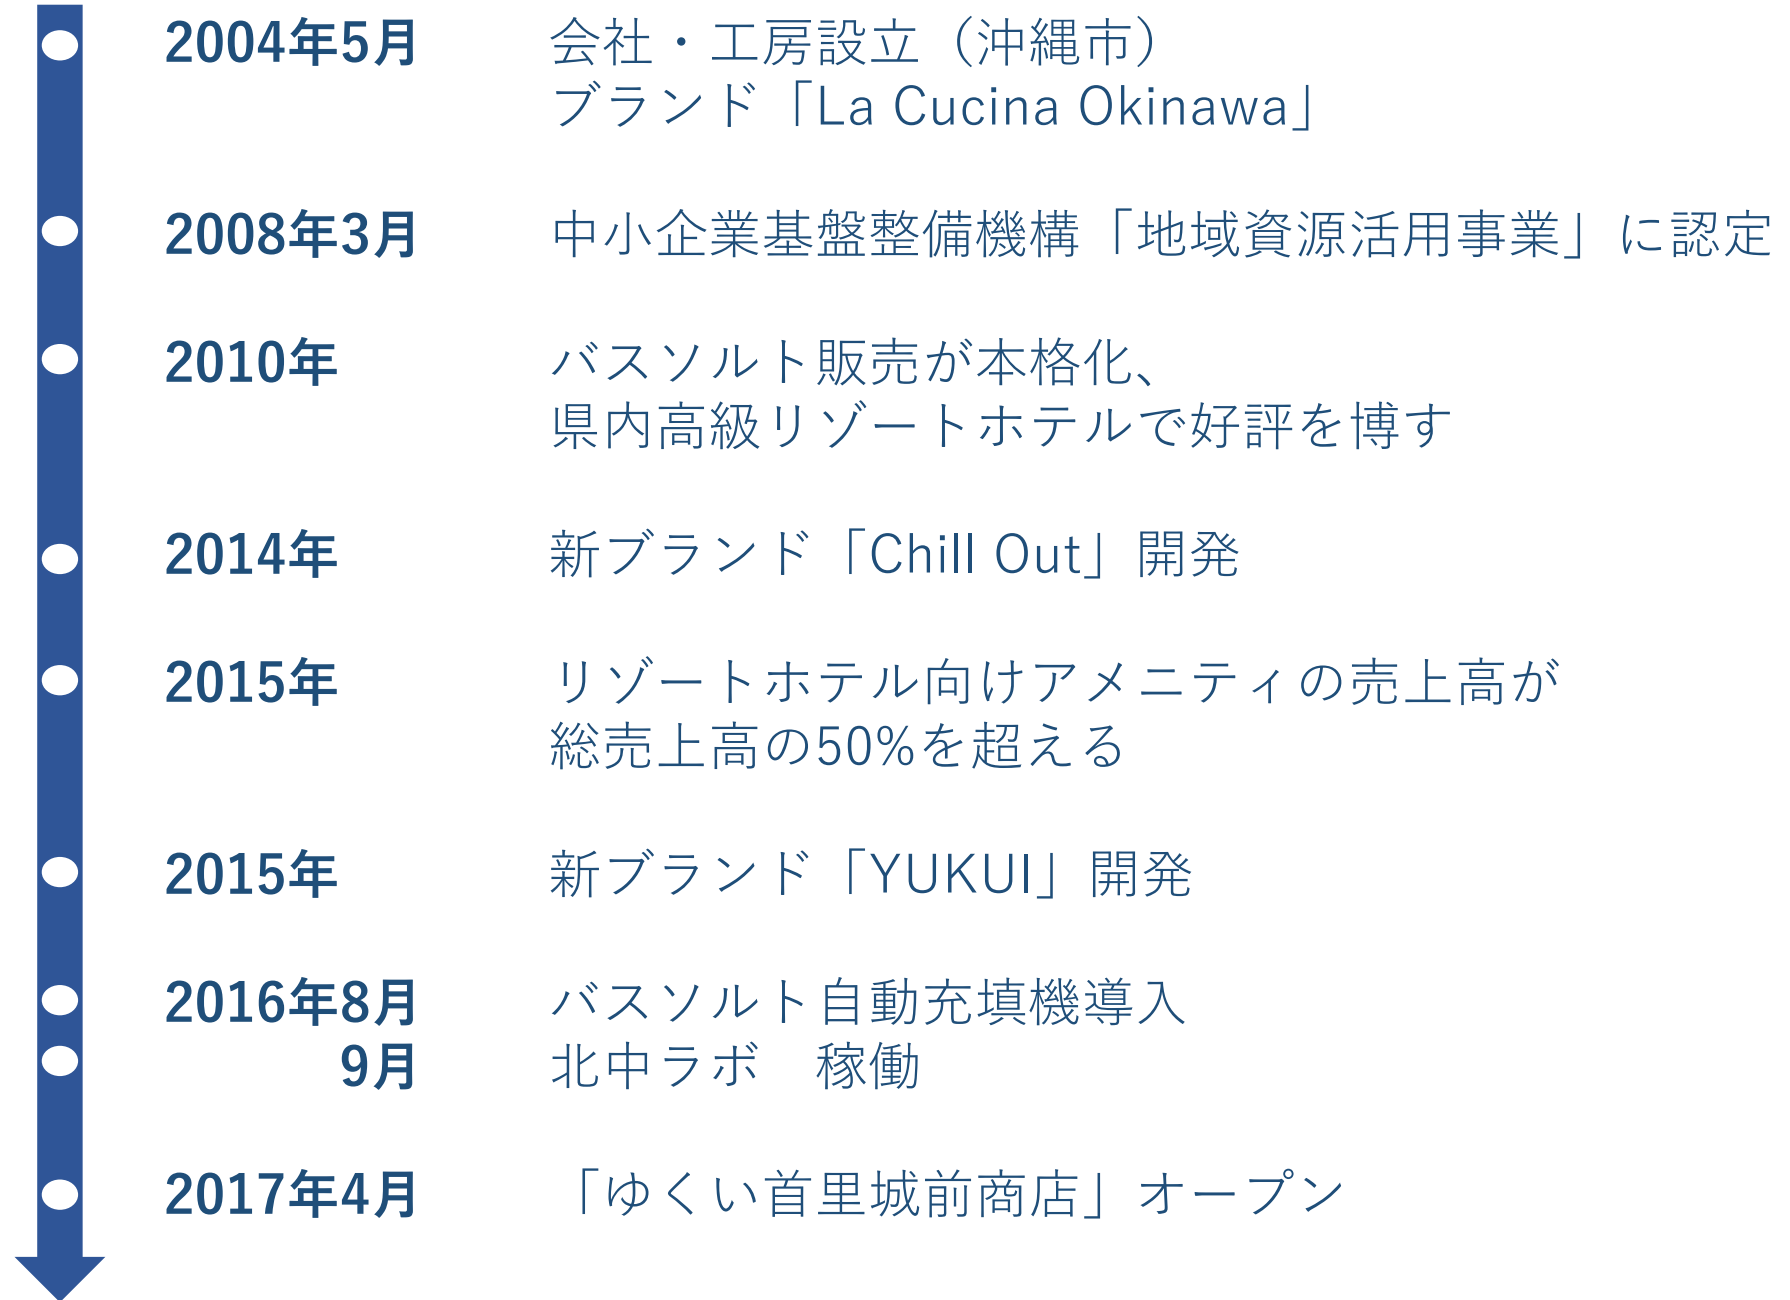 2004年5月 会社・工房設立（沖縄市）
ブランド「La Cucina Okinawa」
2008年3月 中小企業基盤整備機構「地域資源活用事業」に認定
2010年 バスソルト販売が本格化、
県内高級リゾートホテルで好評を博す
2014年 新ブランド「Chill Out」開発
2015年 リゾートホテル向けアメニティの売上高が
総売上高の50%を超える
2015年 新ブランド「YUKUI」開発
2016年8月 バスソルト自動充填機導入
9月 北中ラボ　稼働
2017年4月 「ゆくい首里城前商店」オープン